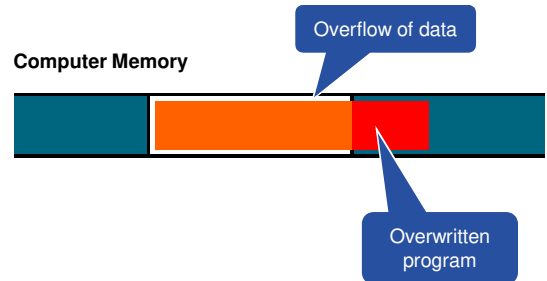 Overflow of data
Computer Memory
Overwritten
program